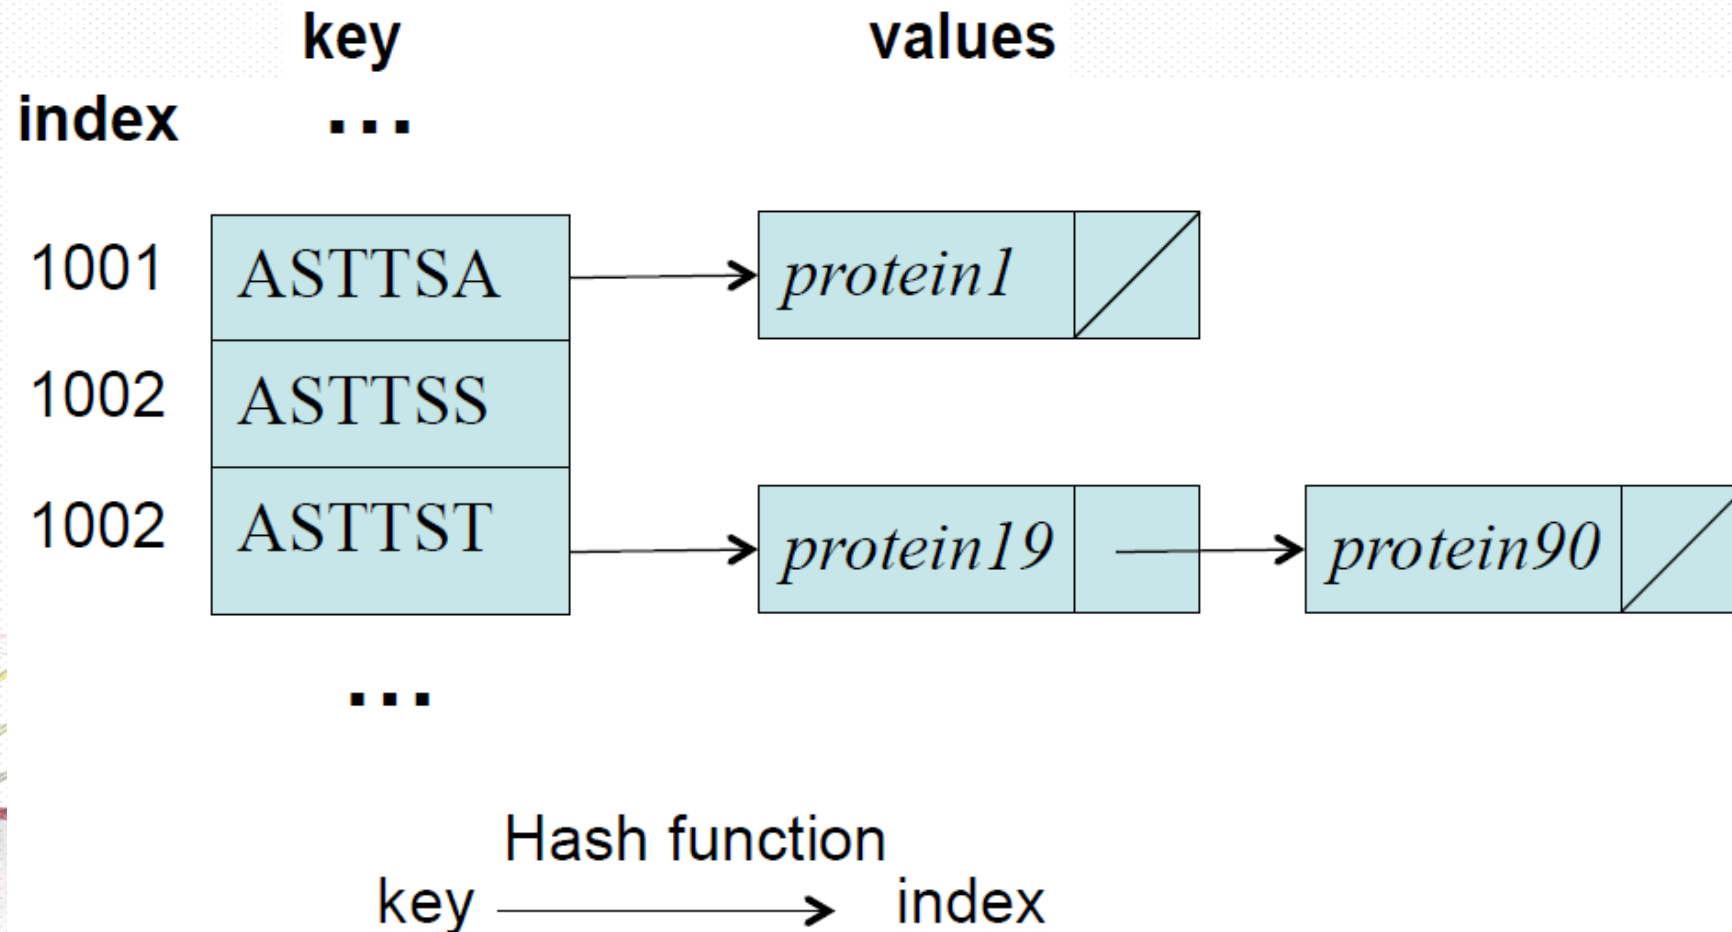 key values
index ...
1001 ASTTSA protein1
1002 ASTTSS
1002 ASTTST protein19 protein90
...
Hash function
key index